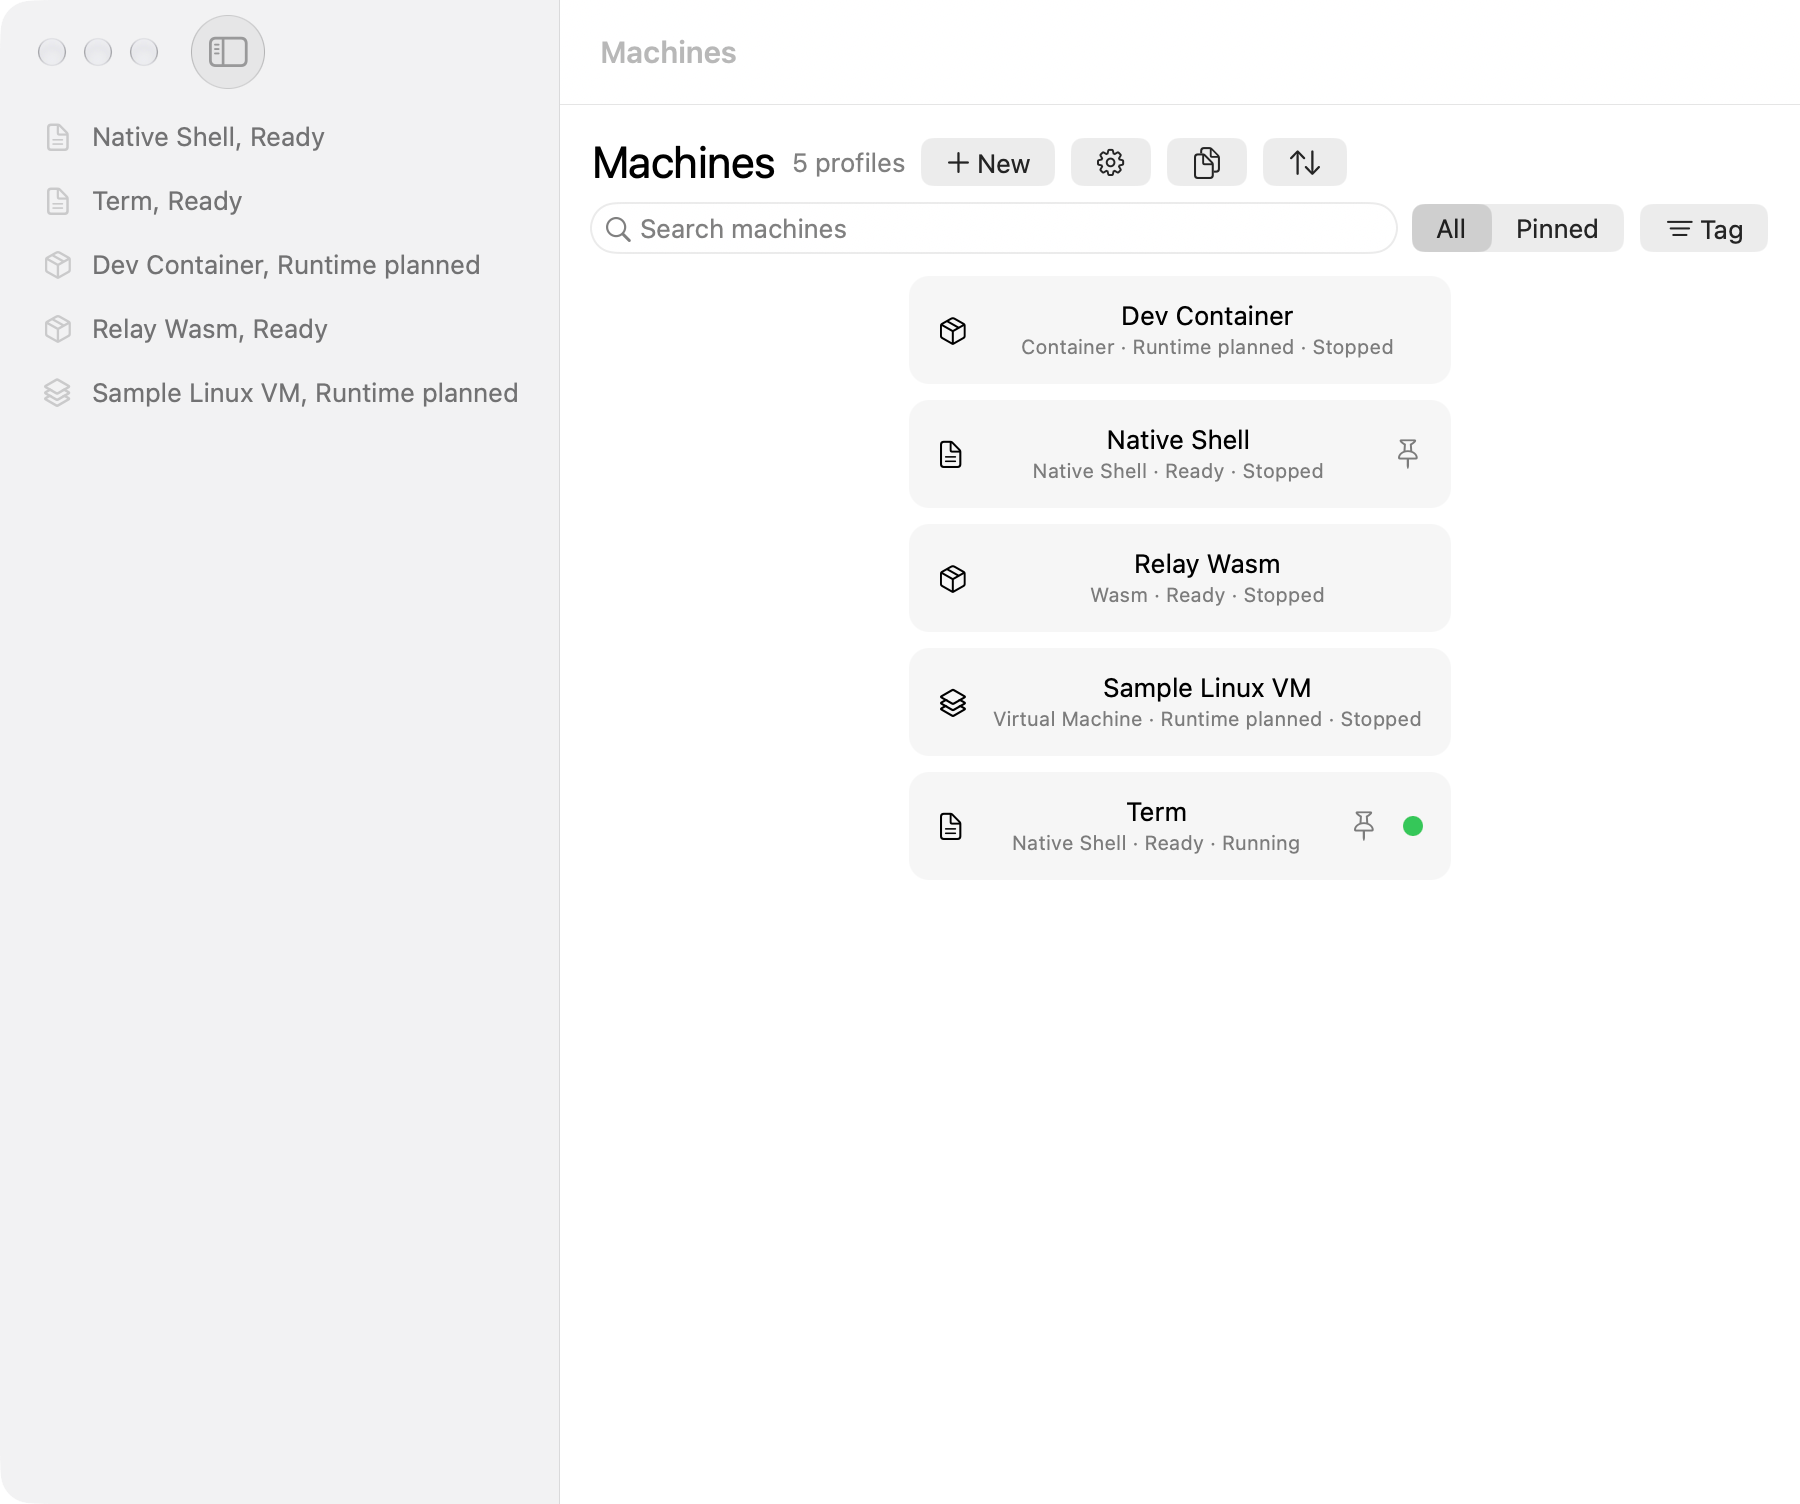 Native Shell, Ready
Term, Ready
Dev Container, Runtime planned
Relay Wasm, Ready
Sample Linux VM, Runtime planned
Machines
Machines 5 profiles New
Search machines All Pinned Tag
Dev Container
Container · Runtime planned · Stopped
Native Shell
Native Shell · Ready · Stopped
Relay Wasm
Wasm · Ready · Stopped
Sample Linux VM
Virtual Machine · Runtime planned · Stopped
Term
Native Shell · Ready · Running